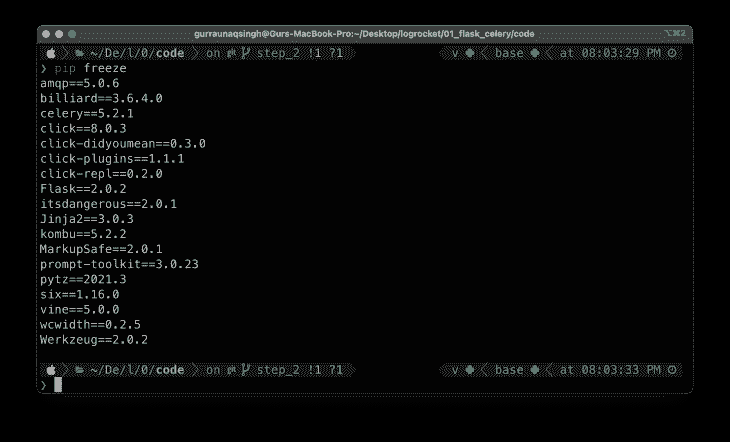 gurraunaqsingh@Gurs-MacBook-Pro:~/Desktop/logrocket/01_flask_celery/code ⌥⌘2
~/De/l/0/code on step_2 !1 ?1 v base at 08:03:29 PM
❯ pip freeze
amqp==5.0.6
billiard==3.6.4.0
celery==5.2.1
click==8.0.3
click-didyoumean==0.3.0
click-plugins==1.1.1
click-repl==0.2.0
Flask==2.0.2
itsdangerous==2.0.1
Jinja2==3.0.3
kombu==5.2.2
MarkupSafe==2.0.1
prompt-toolkit==3.0.23
pytz==2021.3
six==1.16.0
vine==5.0.0
wcwidth==0.2.5
Werkzeug==2.0.2
~/De/l/0/code on step_2 !1 ?1 v base at 08:03:33 PM
❯